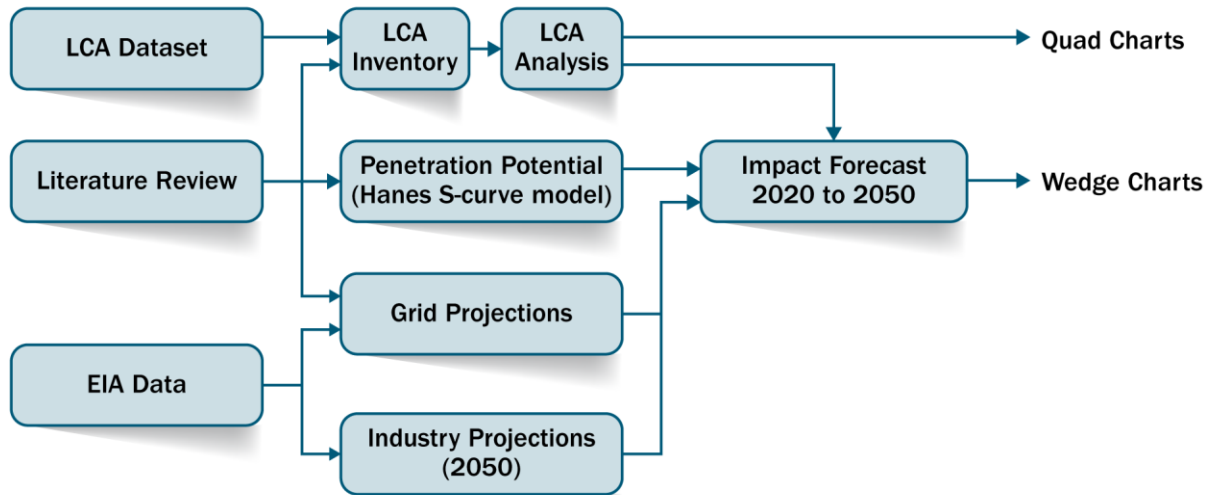 LCA Dataset
LCA
Inventory
LCA
Analysis
Quad Charts
Literature Review
Penetration Potential
(Hanes S-curve model)
Impact Forecast
2020 to 2050
Wedge Charts
Grid Projections
EIA Data
Industry Projections
(2050)